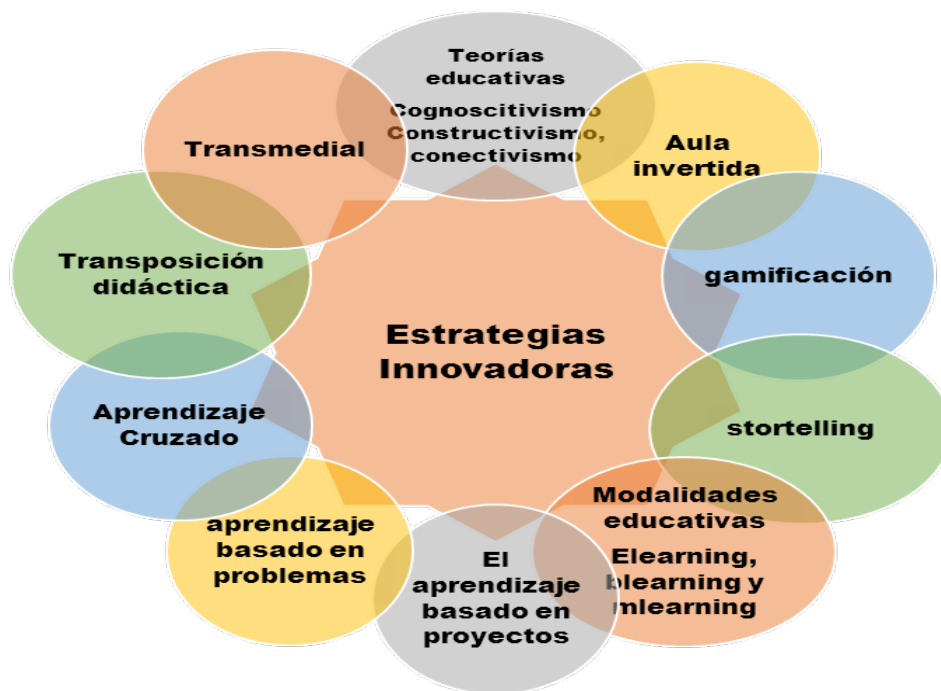 Teorías
educativas
Cognoscitivismo
Constructivismo,
conectivismo
Aula
invertida
gamificación
stortelling
Modalidades
educativas
Elearning,
blearning y
mlearning
El
aprendizaje
basado en
proyectos
aprendizaje
basado en
problemas
Aprendizaje
Cruzado
Transposición
didáctica
Transmedial
Estrategias
Innovadoras